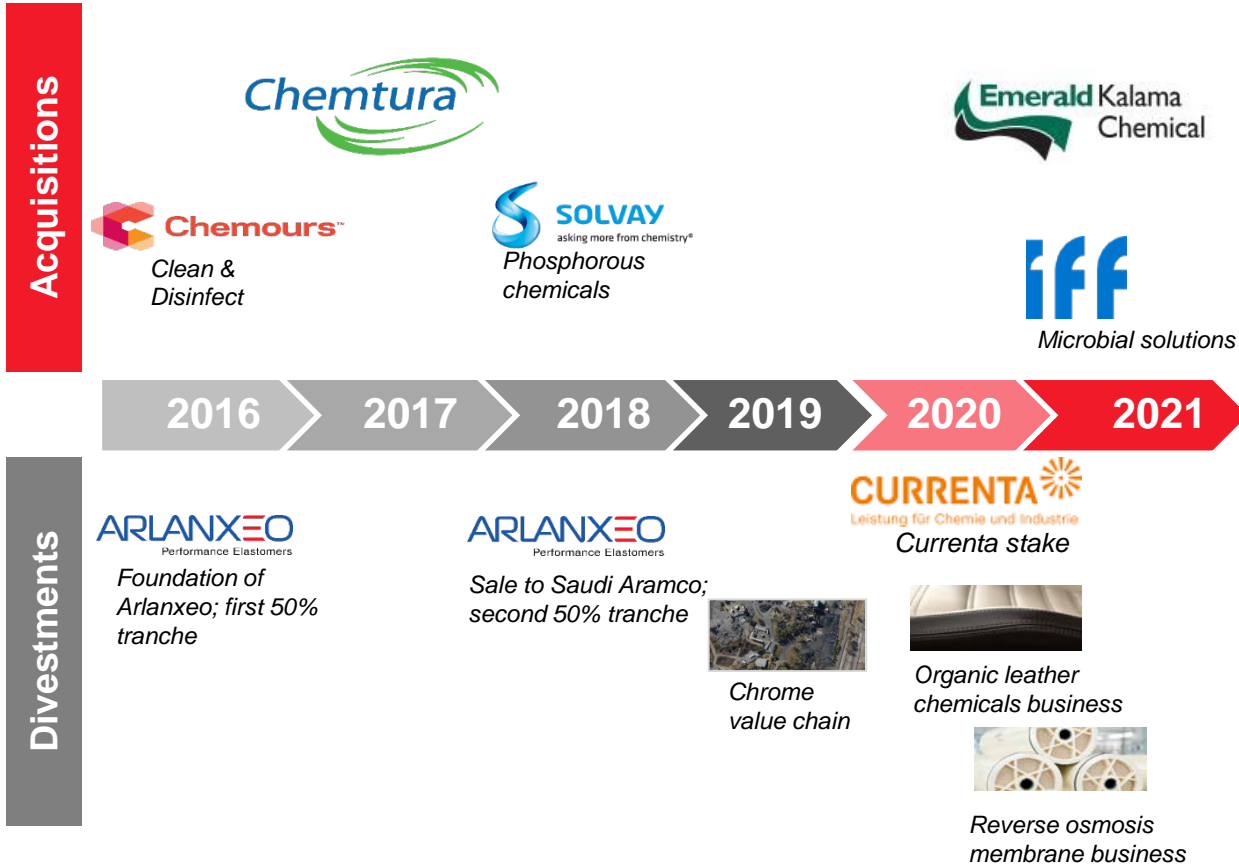 Acquisitions
Chemtura
Emerald Kalama
Chemical
Chemours™
Clean &
Disinfect
SOLVAY
asking more from chemistry®
Phosphorous
chemicals
iff
Microbial solutions
2016
2017
2018
2019
2020
2021
Divestments
ARLANXEO
Performance Elastomers
Foundation of
Arlanxeo; first 50%
tranche
ARLANXEO
Performance Elastomers
Sale to Saudi Aramco;
second 50% tranche
Chrome
value chain
CURRENTA
Leistung für Chemie und Industrie
Currenta stake
Organic leather
chemicals business
Reverse osmosis
membrane business